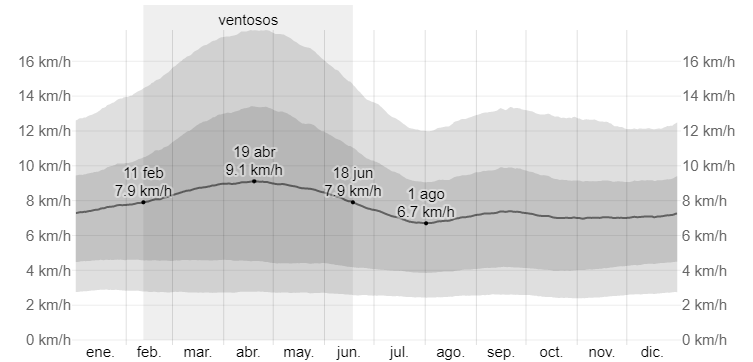 ventosos
16 km/h 16 km/h
14 km/h 14 km/h
12 km/h 12 km/h
10 km/h 10 km/h
19 abr
9.1 km/h
11 feb
7.9 km/h
18 jun
7.9 km/h
1 ago
6.7 km/h
8 km/h 8 km/h
6 km/h 6 km/h
4 km/h 4 km/h
2 km/h 2 km/h
0 km/h 0 km/h
ene. feb. mar. abr. may. jun. jul. ago. sep. oct. nov. dic.